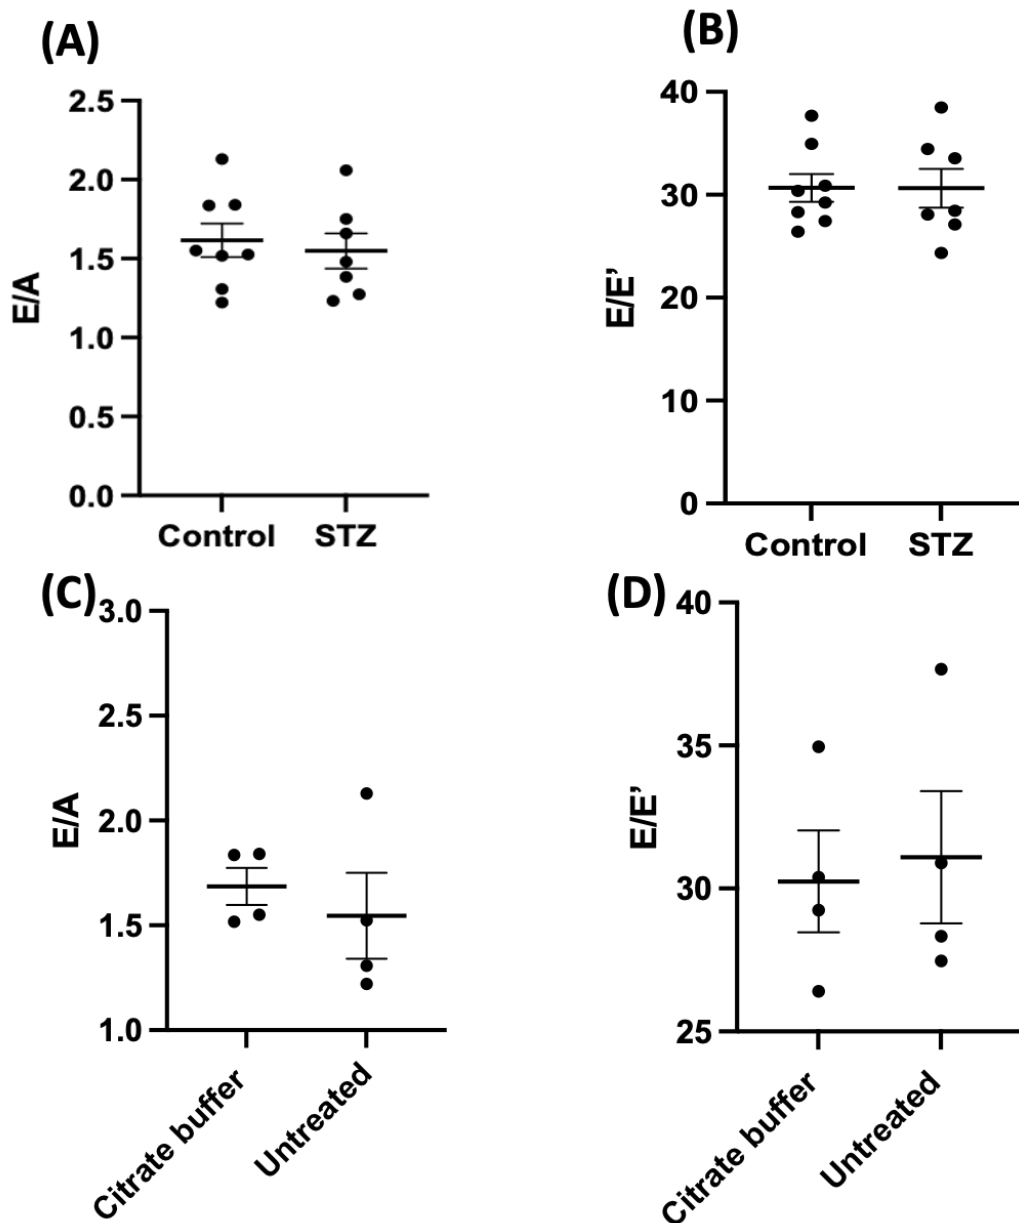 (A)
E/A
2.5
2.0
1.5
1.0
0.5
0.0
Control STZ
(B)
E/E’
40
30
20
10
0
Control STZ
(C)
E/A
3.0
2.5
2.0
1.5
1.0
Citrate buffer
Untreated
(D)
E/E’
40
35
30
25
Citrate buffer
Untreated